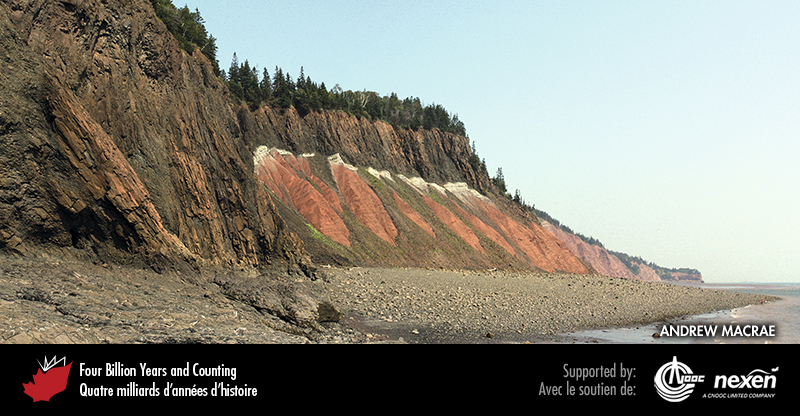 ANDREW MACRAE
Four Billion Years and Counting
Quatre milliards d'années d'histoire
Supported by:
Avec le soutien de:
CNOOC
nexen
A CNOOC LIMITED COMPANY